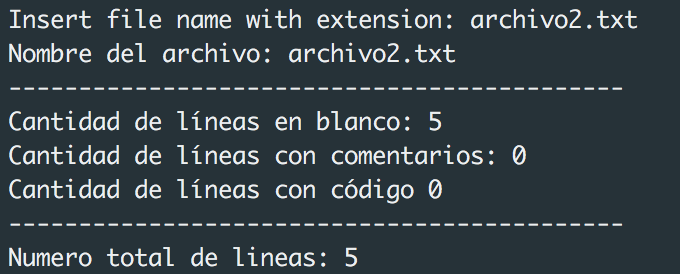 Insert file name with extension: archivo2.txt
Nombre del archivo: archivo2.txt
--------------------------------------------
Cantidad de líneas en blanco: 5
Cantidad de líneas con comentarios: 0
Cantidad de líneas con código 0
--------------------------------------------
Numero total de lineas: 5